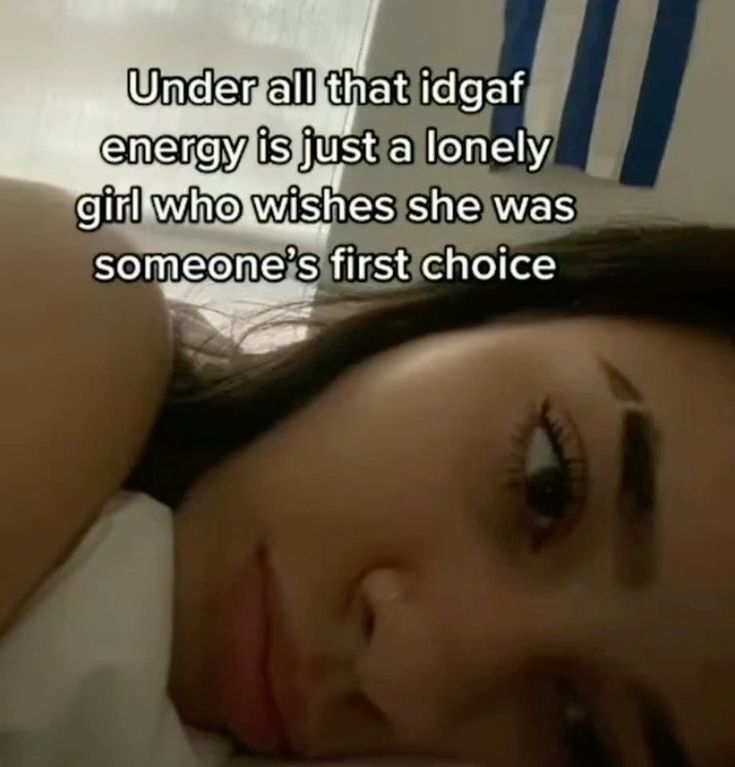 Under all that idgaf
energy is just a lonely
girl who wishes she was
someone's first choice